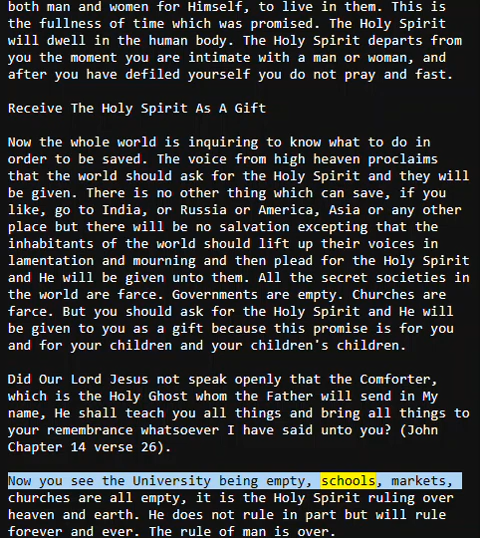 both man and women for Himself, to live in them. This is
the fullness of time which was promised. The Holy Spirit
will dwell in the human body. The Holy Spirit departs from
you the moment you are intimate with a man or woman, and
after you have defiled yourself you do not pray and fast.
Receive The Holy Spirit As A Gift
Now the whole world is inquiring to know what to do in
order to be saved. The voice from high heaven proclaims
that the world should ask for the Holy Spirit and they will
be given. There is no other thing which can save, if you
like, go to India, or Russia or America, Asia or any other
place but there will be no salvation excepting that the
inhabitants of the world should lift up their voices in
lamentation and mourning and then plead for the Holy Spirit
and He will be given unto them. All the secret societies in
the world are farce. Governments are empty. Churches are
farce. But you should ask for the Holy Spirit and He will
be given to you as a gift because this promise is for you
and for your children and your children's children.
Did Our Lord Jesus not speak openly that the Comforter,
which is the Holy Ghost whom the Father will send in My
name, He shall teach you all things and bring all things to
your remembrance whatsoever I have said unto you? (John
Chapter 14 verse 26).
Now you see the University being empty, schools, markets,
churches are all empty, it is the Holy Spirit ruling over
heaven and earth. He does not rule in part but will rule
forever and ever. The rule of man is over.